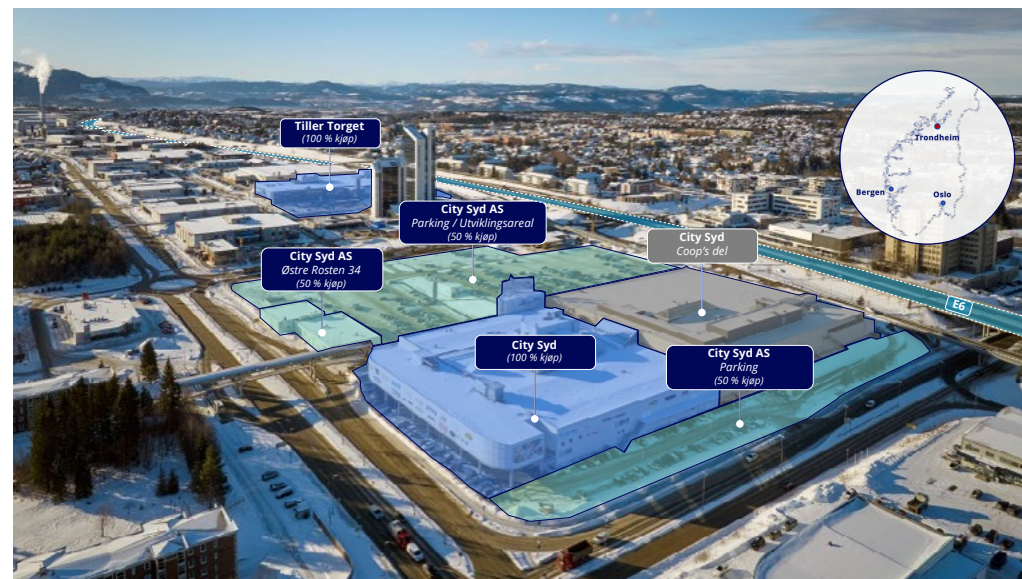 Tiller Torget
(100 % kjøp)
Trondheim
Bergen
Oslo
City Syd AS
Parking / Utviklingsareal
(50 % kjøp)
City Syd
Coop's del
City Syd AS
Østre Rosten 34
(50 % kjøp)
E6
City Syd
(100 % kjøp)
City Syd AS
Parking
(50 % kjøp)